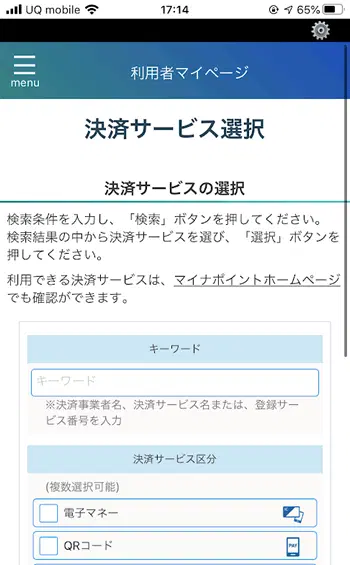 UQ mobile 17:14 65%
menu 利用者マイページ
決済サービス選択
決済サービスの選択
検索条件を入力し、「検索」ボタンを押してください。
検索結果の中から決済サービスを選び、「選択」ボタンを
押してください。
利用できる決済サービスは、マイナポイントホームページ
でも確認ができます。
キーワード
キーワード
※決済事業者名、決済サービス名または、登録サー
ビス番号を入力
決済サービス区分
(複数選択可能)
電子マネー
QRコード PAY